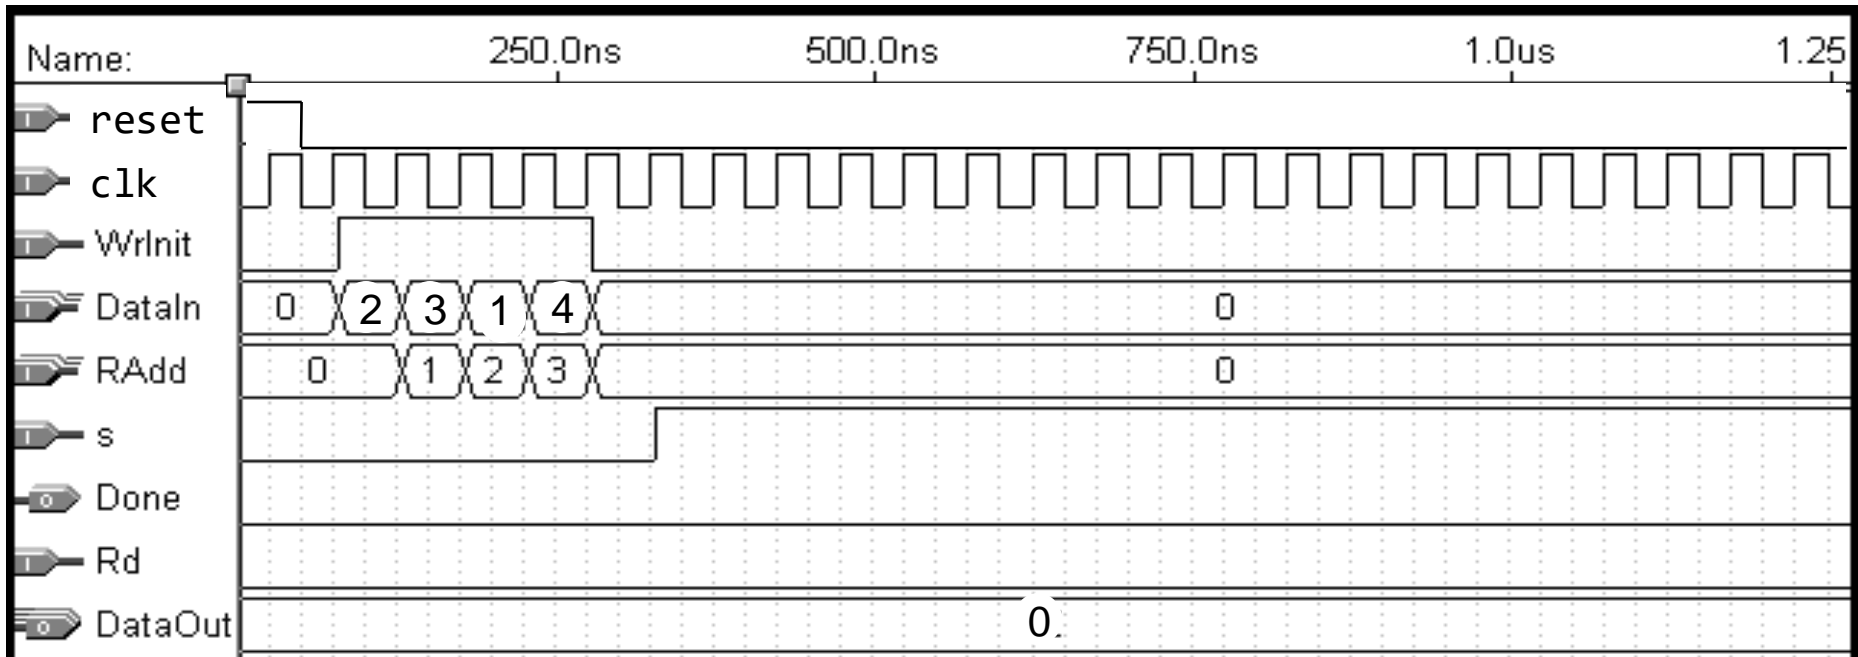 Name: 250.0ns 500.0ns 750.0ns 1.0us 1.25
I reset
I clk
I WrInit
I DataIn 0 2 3 1 4 0
I RAdd 0 1 2 3 0
I s
O Done
I Rd
O DataOut 0.